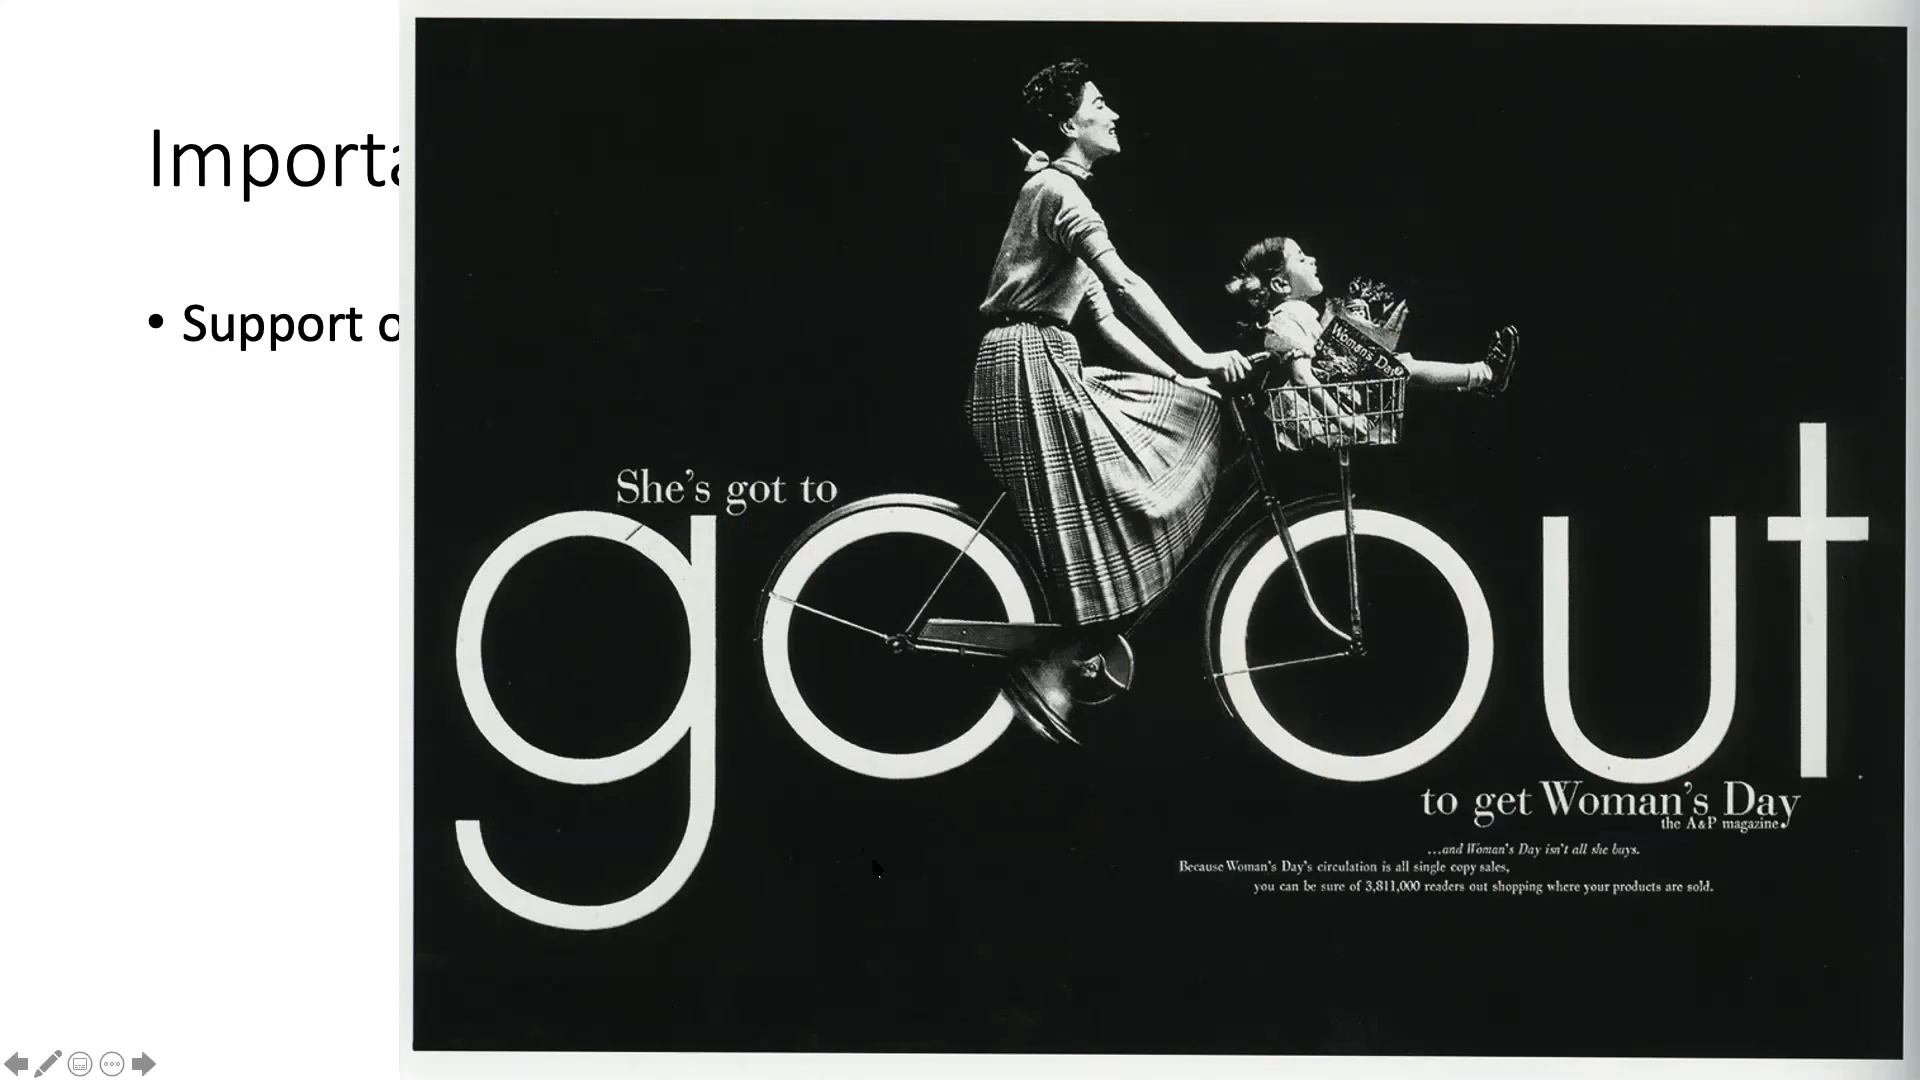 Importa
• Support o
She's got to
go out
to get Woman's Day
the A&P magazine
...and Woman's Day isn't all she buys.
Because Woman's Day's circulation is all single copy sales,
you can be sure of 3,811,000 readers out shopping where your products are sold.
Woman's Day